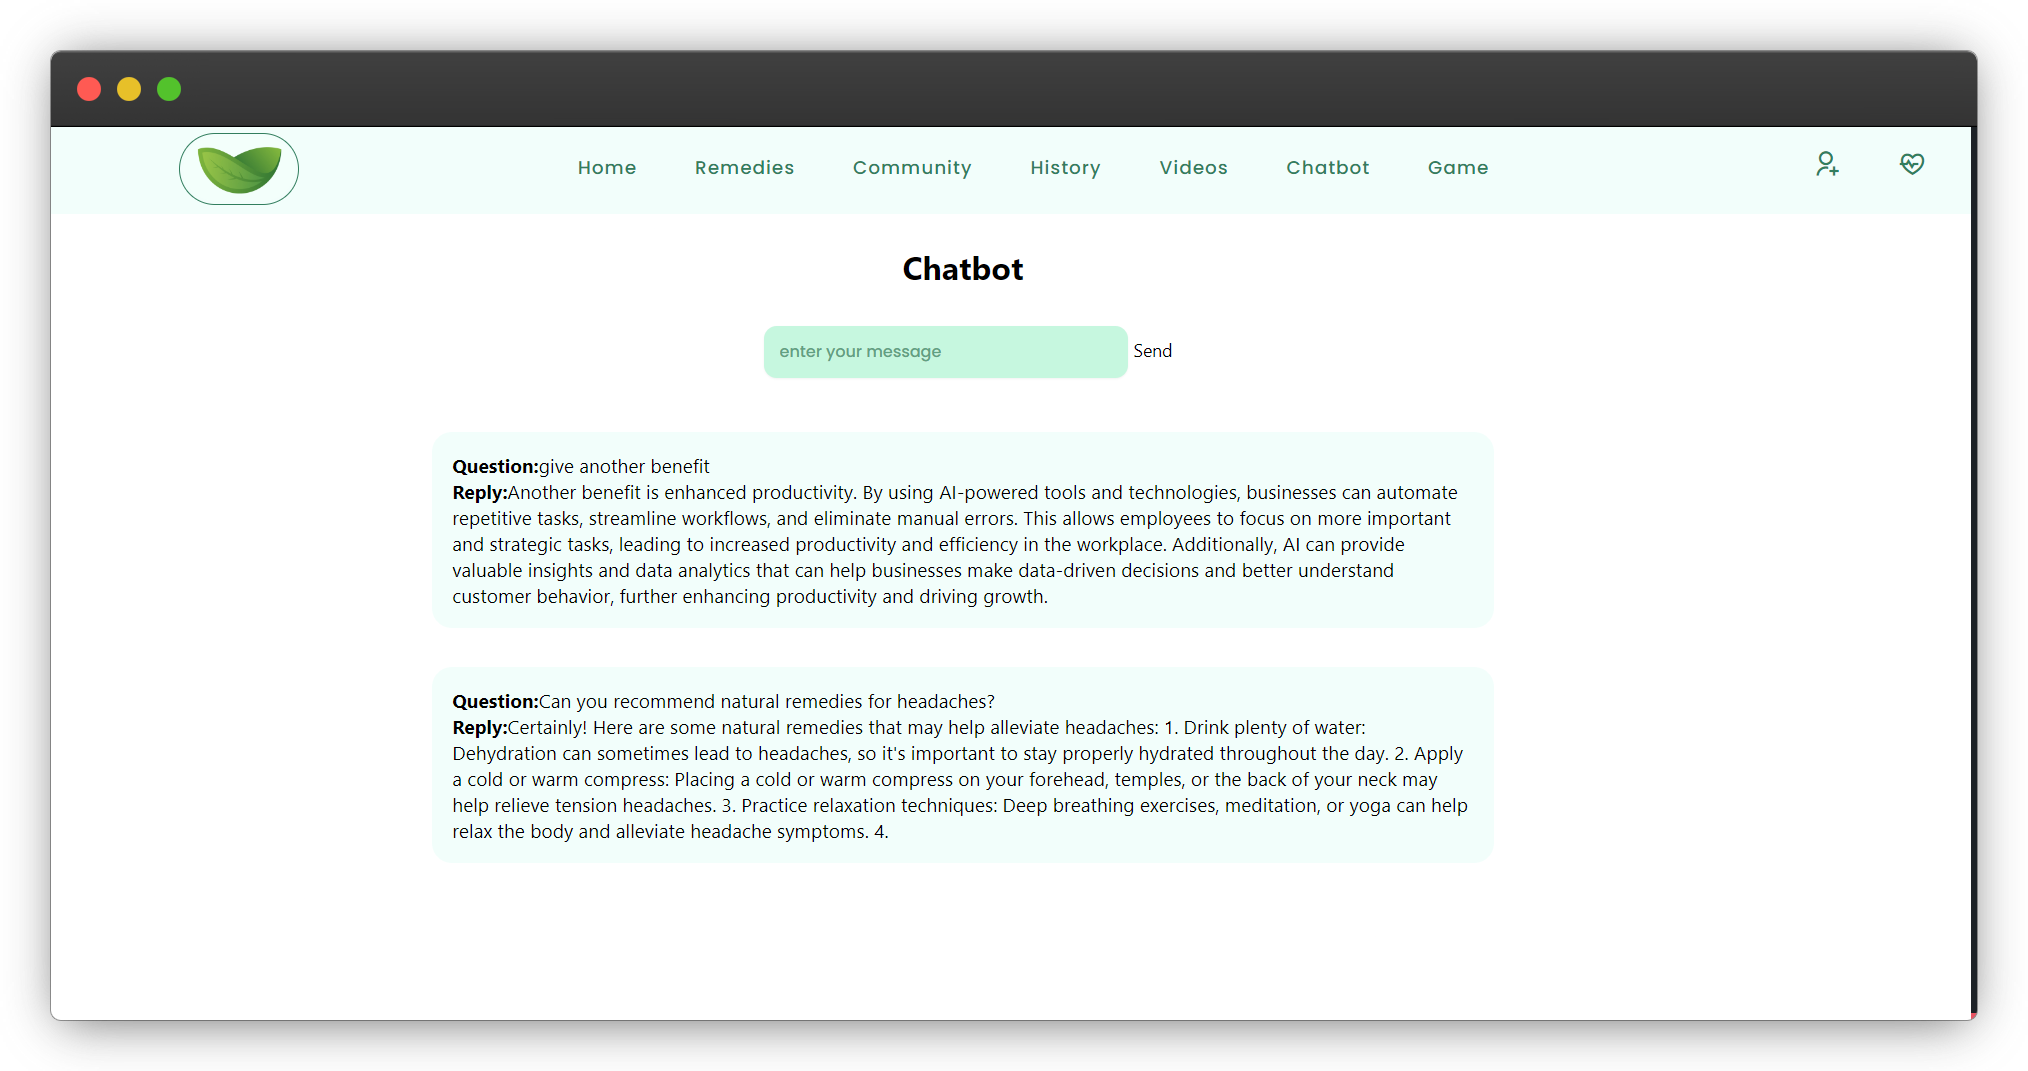 Home Remedies Community History Videos Chatbot Game
Chatbot
enter your message Send
Question:give another benefit
Reply:Another benefit is enhanced productivity. By using AI-powered tools and technologies, businesses can automate
repetitive tasks, streamline workflows, and eliminate manual errors. This allows employees to focus on more important
and strategic tasks, leading to increased productivity and efficiency in the workplace. Additionally, AI can provide
valuable insights and data analytics that can help businesses make data-driven decisions and better understand
customer behavior, further enhancing productivity and driving growth.
Question:Can you recommend natural remedies for headaches?
Reply:Certainly! Here are some natural remedies that may help alleviate headaches: 1. Drink plenty of water:
Dehydration can sometimes lead to headaches, so it's important to stay properly hydrated throughout the day. 2. Apply
a cold or warm compress: Placing a cold or warm compress on your forehead, temples, or the back of your neck may
help relieve tension headaches. 3. Practice relaxation techniques: Deep breathing exercises, meditation, or yoga can help
relax the body and alleviate headache symptoms. 4.